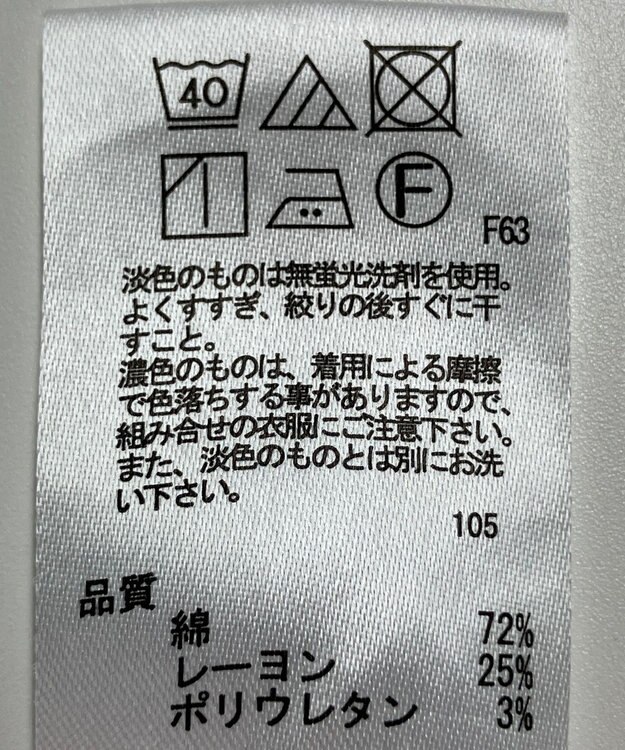 40
F
F63
淡色のものは無蛍光洗剤を使用。
よくすすぎ、絞りの後すぐに干
すこと。
濃色のものは、着用による摩擦
で色落ちする事がありますので、
組み合せの衣服にご注意下さい。
また、淡色のものとは別にお洗
い下さい。
105
品質
綿 72%
レーヨン 25%
ポリウレタン 3%